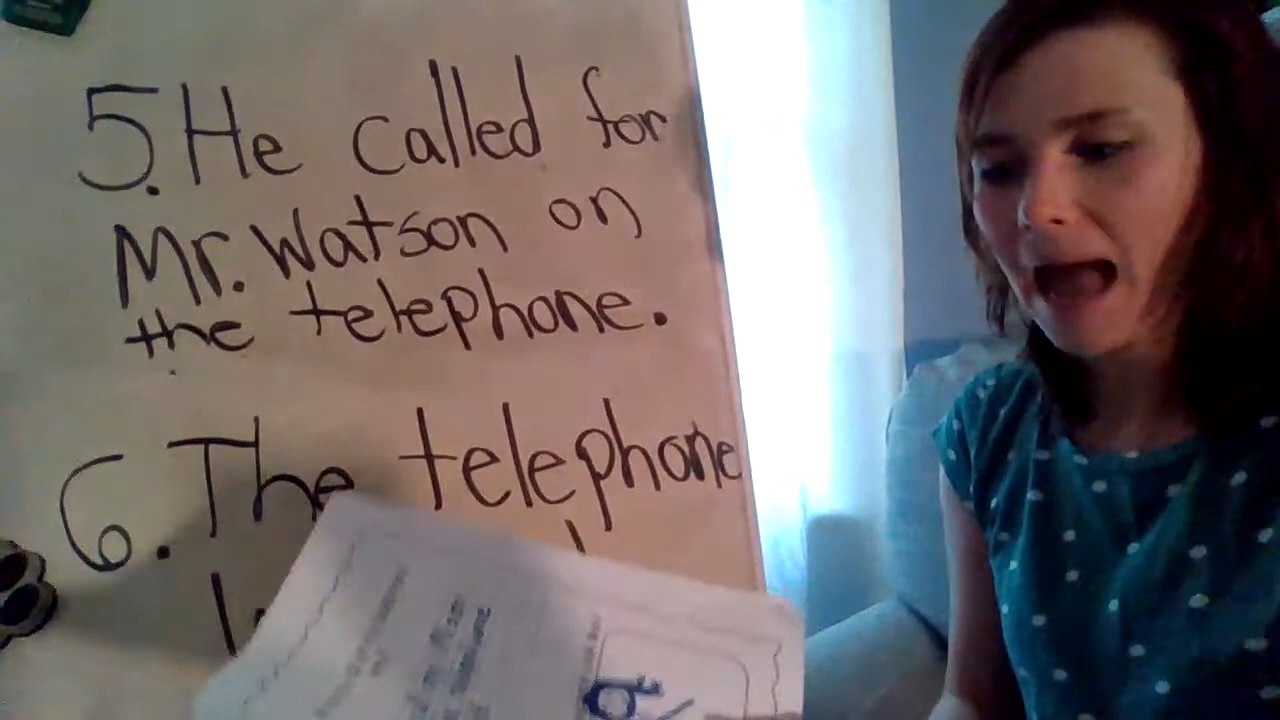 5. He called for
Mr. Watson on
the telephone.
6. The telephone